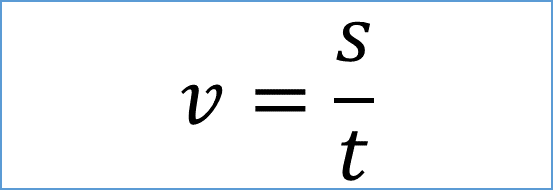 v = s/t